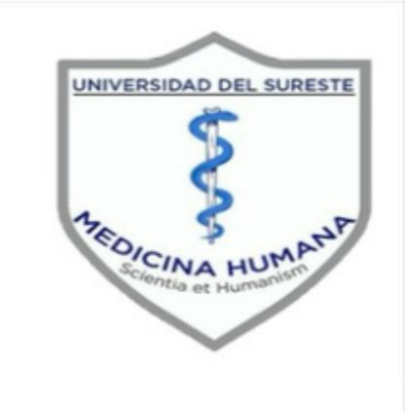 UNIVERSIDAD DEL SURESTE
MEDICINA HUMANA
Scientia et Humanism